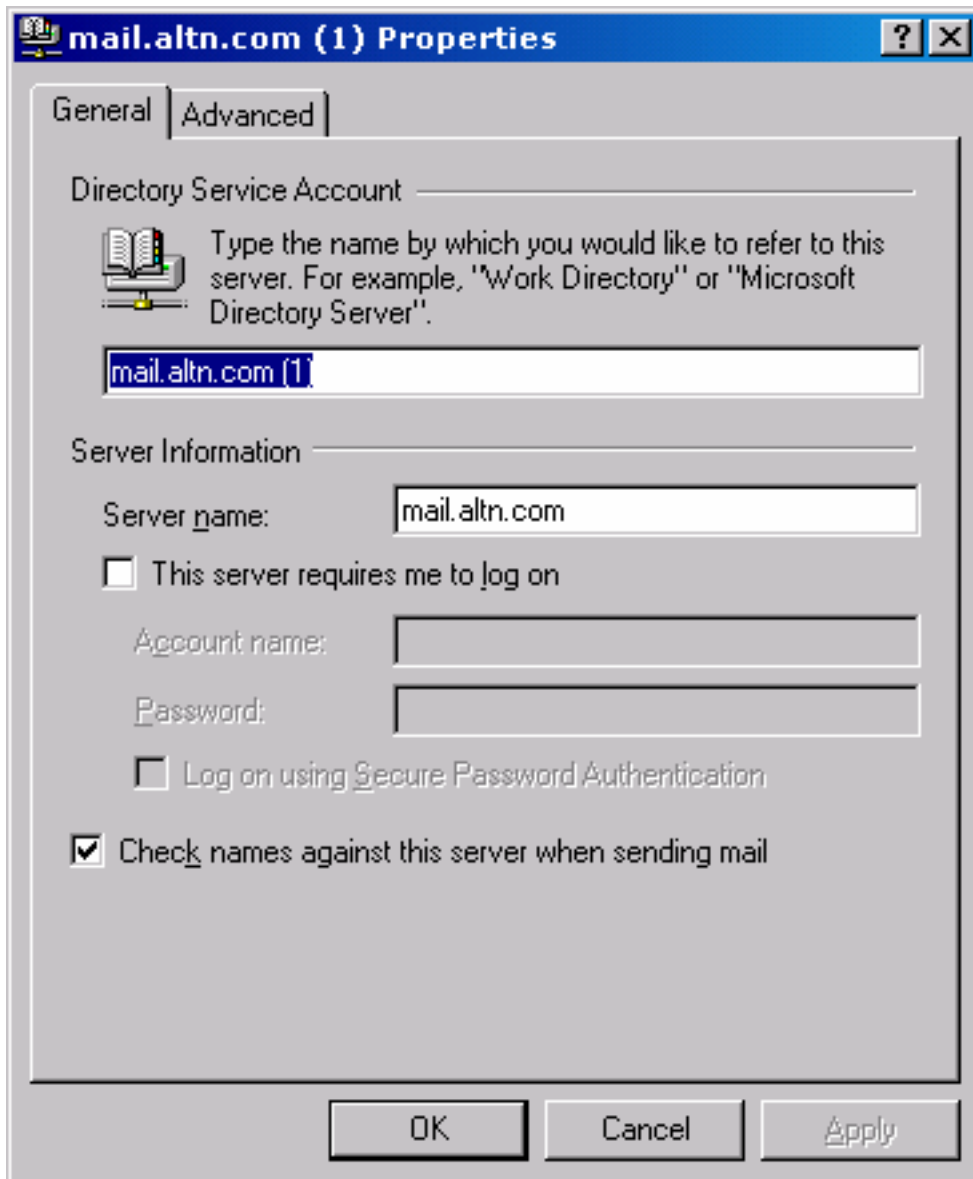 mail.altn.com (1) Properties
General
Advanced
Directory Service Account
Type the name by which you would like to refer to this
server. For example, "Work Directory" or "Microsoft
Directory Server".
mail.altn.com (1)
Server Information
Server name:
mail.altn.com
This server requires me to log on
Account name:
Password:
Log on using Secure Password Authentication
Check names against this server when sending mail
OK
Cancel
Apply